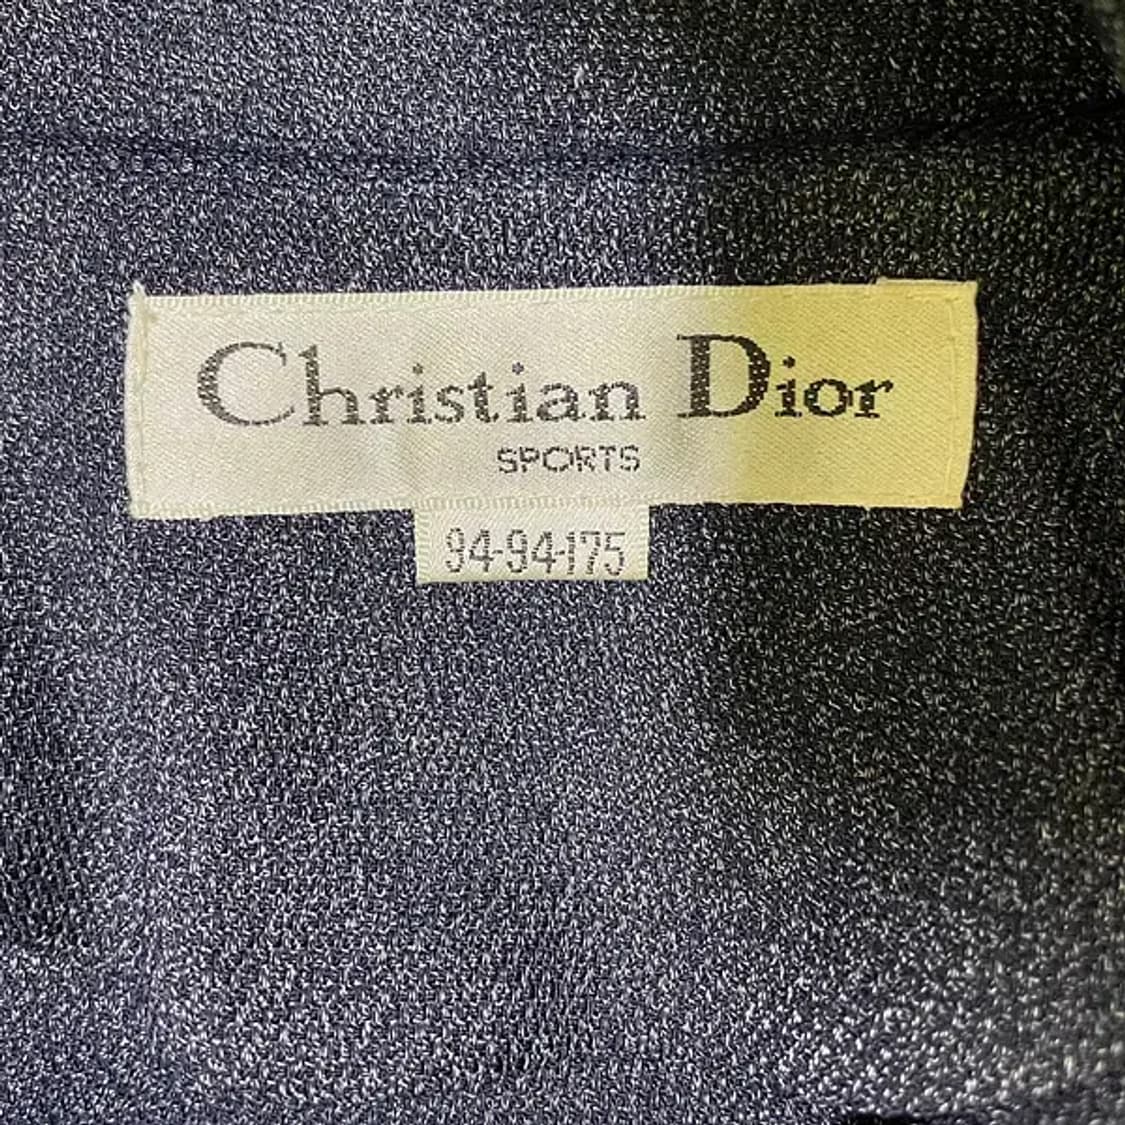 Christian Dior
SPORTS
94-94-175